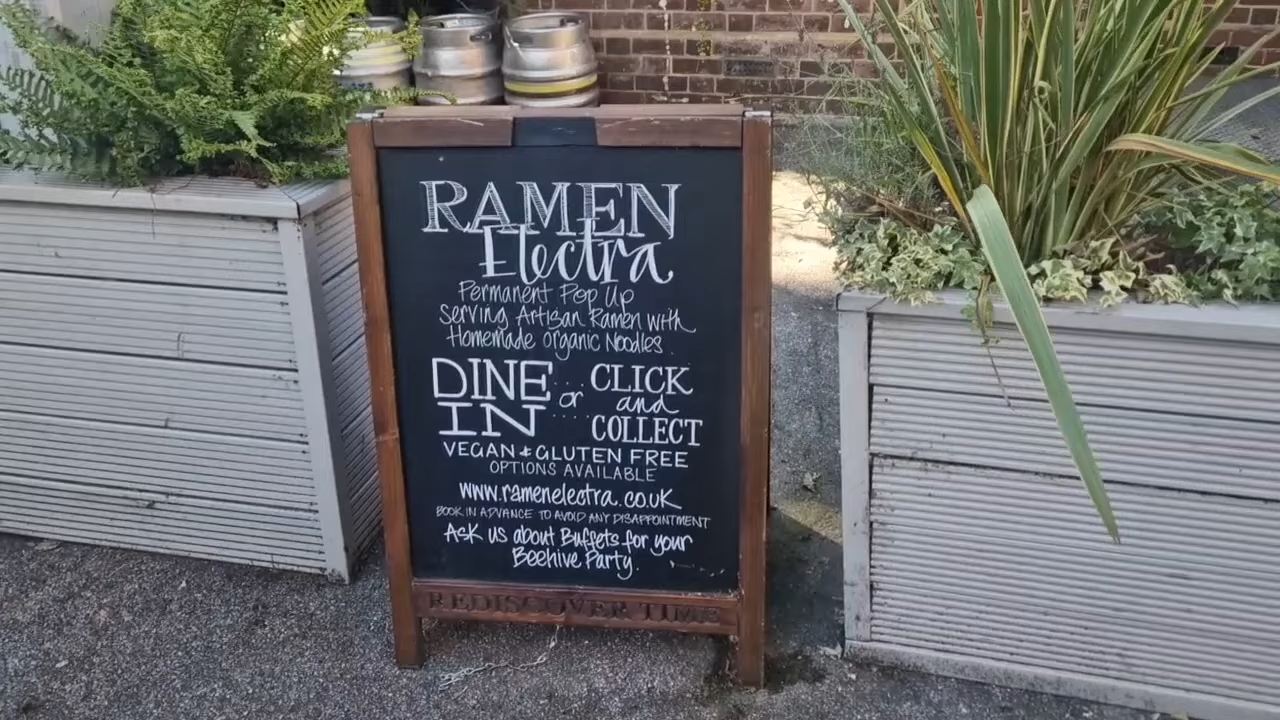 RAMEN
Electra
Permanent Pop Up
Serving Artisan Ramen with
Homemade organic Noodles.
DINE IN
or
CLICK
and
COLLECT
VEGAN & GLUTEN FREE
OPTIONS AVAILABLE
www.ramenelectra.co.uk
BOOK IN ADVANCE TO AVOID ANY DISAPPOINTMENT
Ask us about Buffets for your
Beehive Party.
REDISCOVER TIME